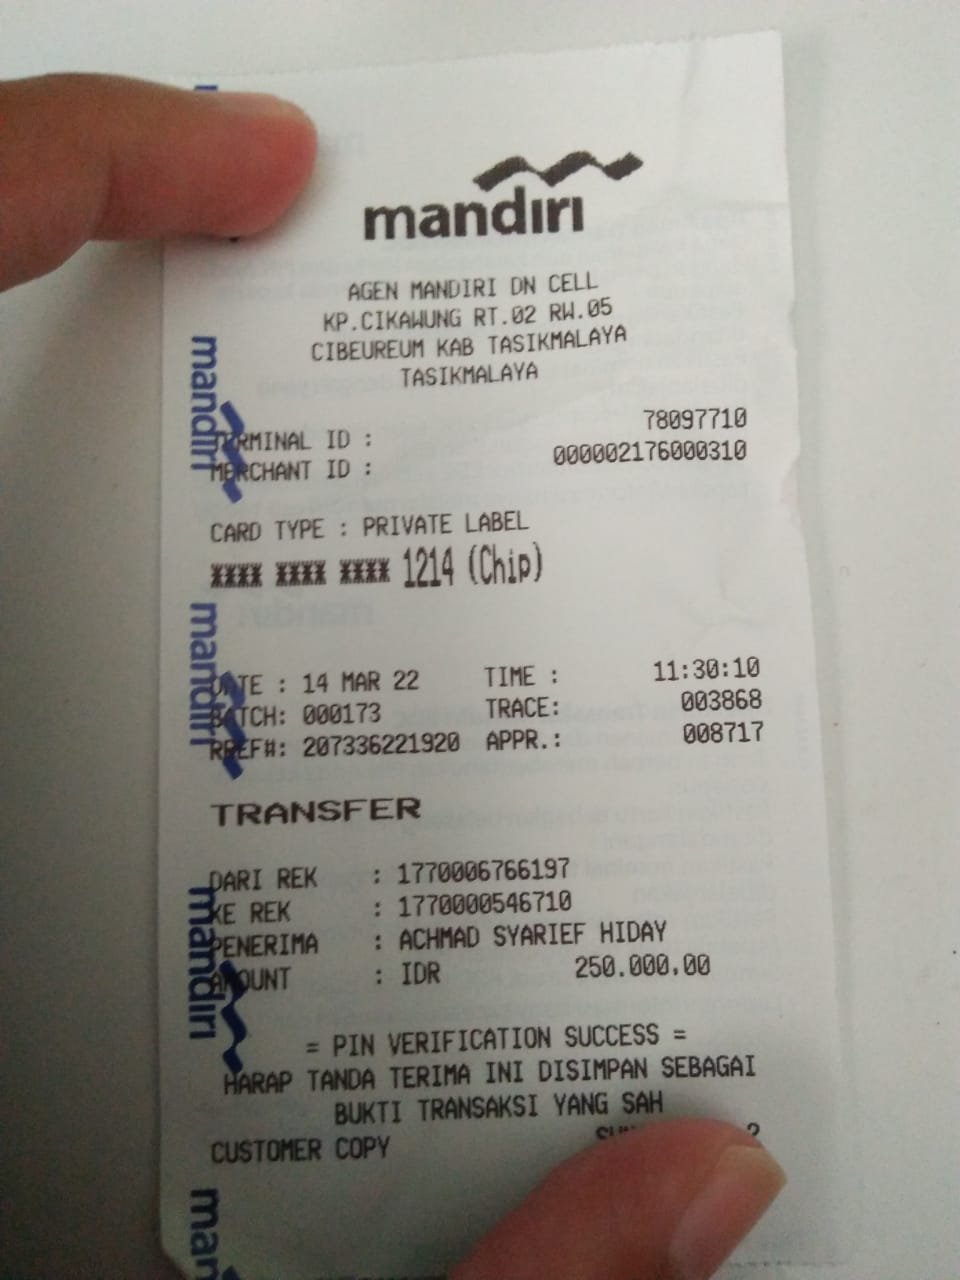 mandiri
AGEN MANDIRI DN CELL
KP.CIKAWUNG RT.02 RW.05
CIBEUREUM KAB TASIKMALAYA
TASIKMALAYA
TERMINAL ID : 78097710
MERCHANT ID : 000002176000310
CARD TYPE : PRIVATE LABEL
XXXX XXXX XXXX 1214 (Chip)
DATE : 14 MAR 22 TIME : 11:30:10
BATCH: 000173 TRACE: 003868
RREF#: 207336221920 APPR.: 008717
TRANSFER
DARI REK : 1770006766197
KE REK : 1770000546710
PENERIMA : ACHMAD SYARIEF HIDAY
AMOUNT : IDR 250.000,00
= PIN VERIFICATION SUCCESS =
HARAP TANDA TERIMA INI DISIMPAN SEBAGAI
BUKTI TRANSAKSI YANG SAH
CUSTOMER COPY
mandiri
mandiri
mandiri